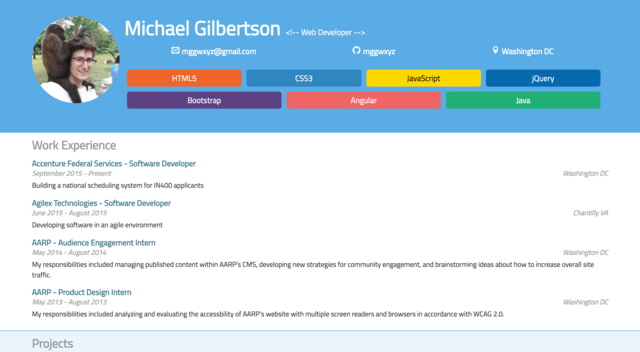 Michael Gilbertson <!-- Web Developer -->
mggwxyz@gmail.com mggwxyz Washington DC
HTML5 CSS3 JavaScript jQuery
Bootstrap Angular Java
Work Experience
Accenture Federal Services - Software Developer
September 2015 - Present Washington DC
Building a national scheduling system for IN400 applicants
Agilex Technologies - Software Developer
June 2015 - August 2015 Chantilly VA
Developing software in an agile environment
AARP - Audience Engagement Intern
May 2014 - August 2014 Washington DC
My responsibilities included managing published content within AARP's CMS, developing new strategies for community engagement, and brainstorming ideas about how to increase overall site
traffic.
AARP - Product Design Intern
May 2013 - August 2013 Washington DC
My responsibilities included analyzing and evaluating the accessbility of AARP's website with multiple screen readers and browsers in accordance with WCAG 2.0.
Projects